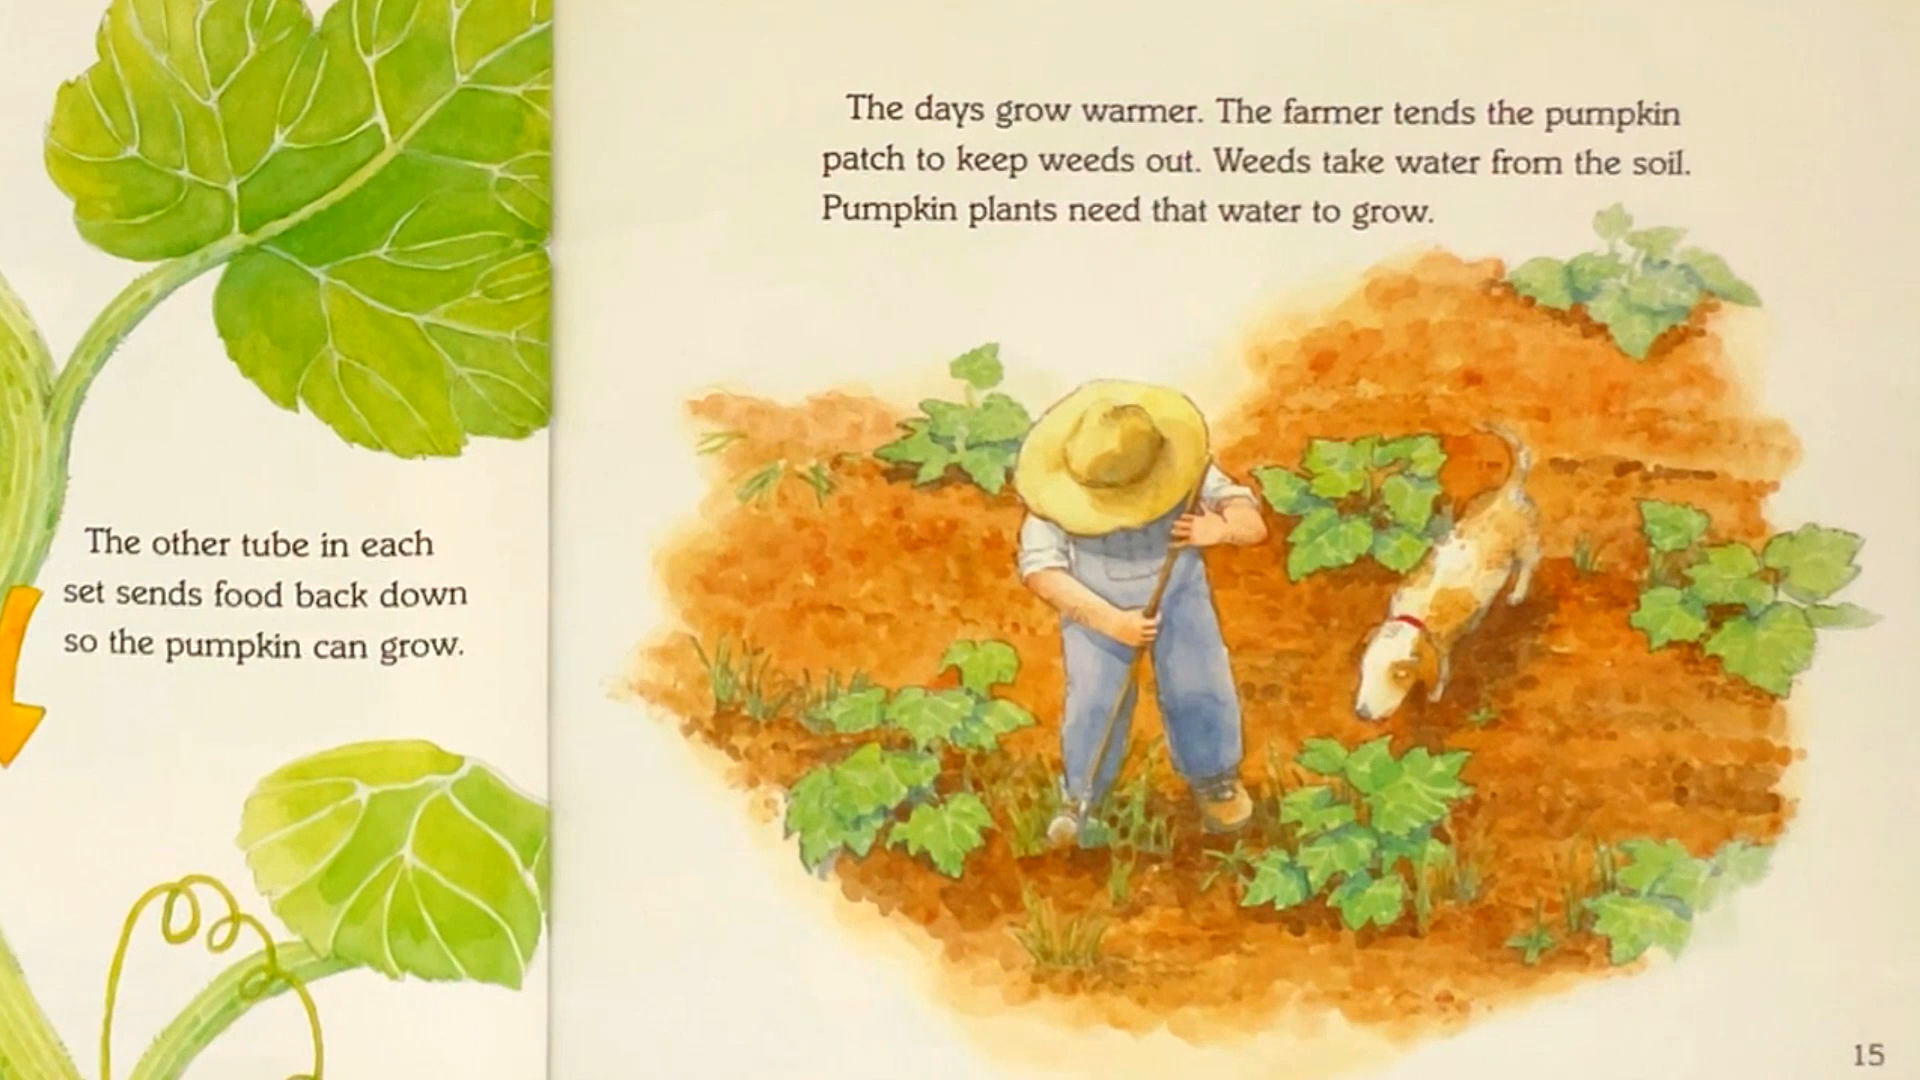 The other tube in each
set sends food back down
so the pumpkin can grow.
The days grow warmer. The farmer tends the pumpkin
patch to keep weeds out. Weeds take water from the soil.
Pumpkin plants need that water to grow.
15